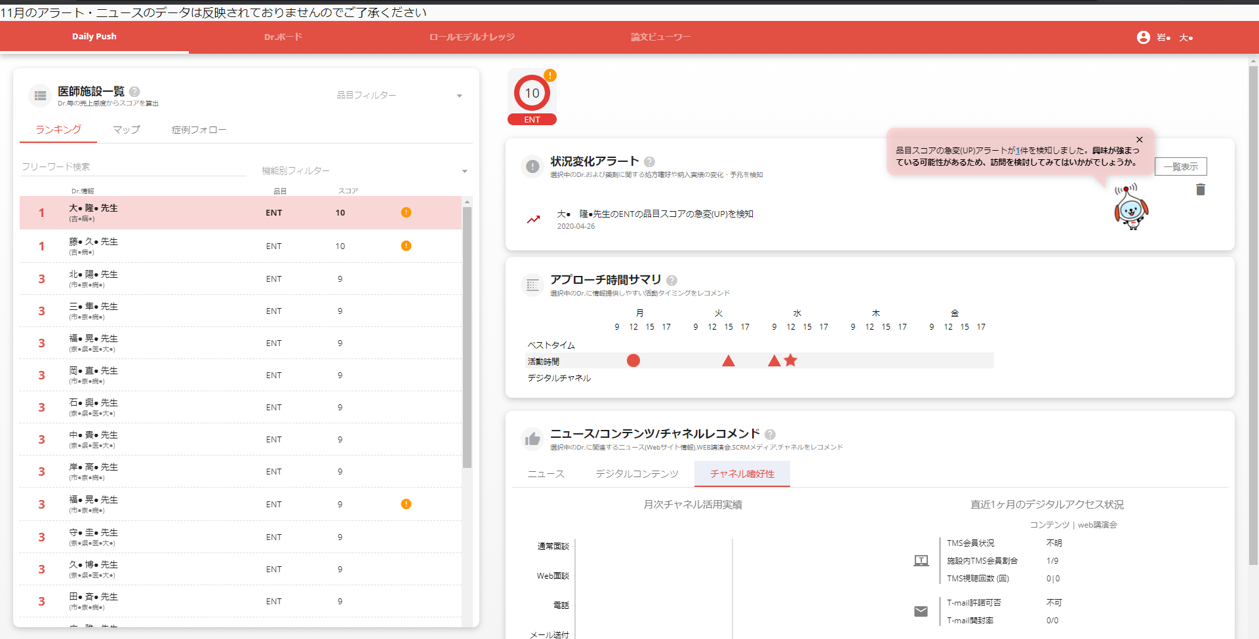 11月のアラート・ニュースのデータは反映されておりませんのでご了承ください
Daily Push
Dr.ボード
ロールモデルナレッジ
論文ビューワー
岩● 大●
医師施設一覧
Dr.毎の売上感度からスコアを算出
品目フィルター
ランキング
マップ
症例フォロー
フリーワード検索
機能別フィルター
Dr.情報 品目 スコア
1 大● 隆● 先生 ENT 10
(吉●病●)
1 藤● 久● 先生 ENT 10
(吉●病●)
3 北● 陽● 先生 ENT 9
(市●奈●病●)
3 三● 隼● 先生 ENT 9
(市●奈●病●)
3 福● 晃● 先生 ENT 9
(奈●県●医●大●)
3 岡● 直● 先生 ENT 9
(市●奈●病●)
3 石● 興● 先生 ENT 9
(奈●県●医●大●)
3 中● 貴● 先生 ENT 9
(奈●県●医●大●)
3 岸● 高● 先生 ENT 9
(市●奈●病●)
3 福● 晃● 先生 ENT 9
(市●奈●病●)
3 守● 圭● 先生 ENT 9
(奈●県●医●大●)
3 久● 博● 先生 ENT 9
(奈●県●医●大●)
3 田● 斉● 先生 ENT 9
(市●奈●病●)
10
ENT
状況変化アラート
選択中のDr.および薬剤に関する処方嗜好や納入実績の変化・予兆を検知
品目スコアの急変(UP)アラートが1件を検知しました。興味が強まっ
ている可能性があるため、訪問を検討してみてはいかがでしょうか。
一覧表示
大● 隆●先生のENTの品目スコアの急変(UP)を検知
2020-04-26
アプローチ時間サマリ
選択中のDr.に情報提供しやすい活動タイミングをレコメンド
月 火 水 木 金
9 12 15 17 9 12 15 17 9 12 15 17 9 12 15 17 9 12 15 17
ベストタイム
活動時間
デジタルチャネル
ニュース/コンテンツ/チャネルレコメンド
選択中のDr.に関連するニュース(Webサイト情報),WEB講演会,SCRMメディア,チャネルをレコメンド
ニュース
デジタルコンテンツ
チャネル嗜好性
月次チャネル活用実績
通常面談
Web面談
電話
メール送付
直近1ヶ月のデジタルアクセス状況
コンテンツ | web講演会
TMS会員状況 不明
施設内TMS会員割合 1/9
TMS視聴回数 (回) 0|0
T-mail許諾可否 不可
T-mail開封率 0/0